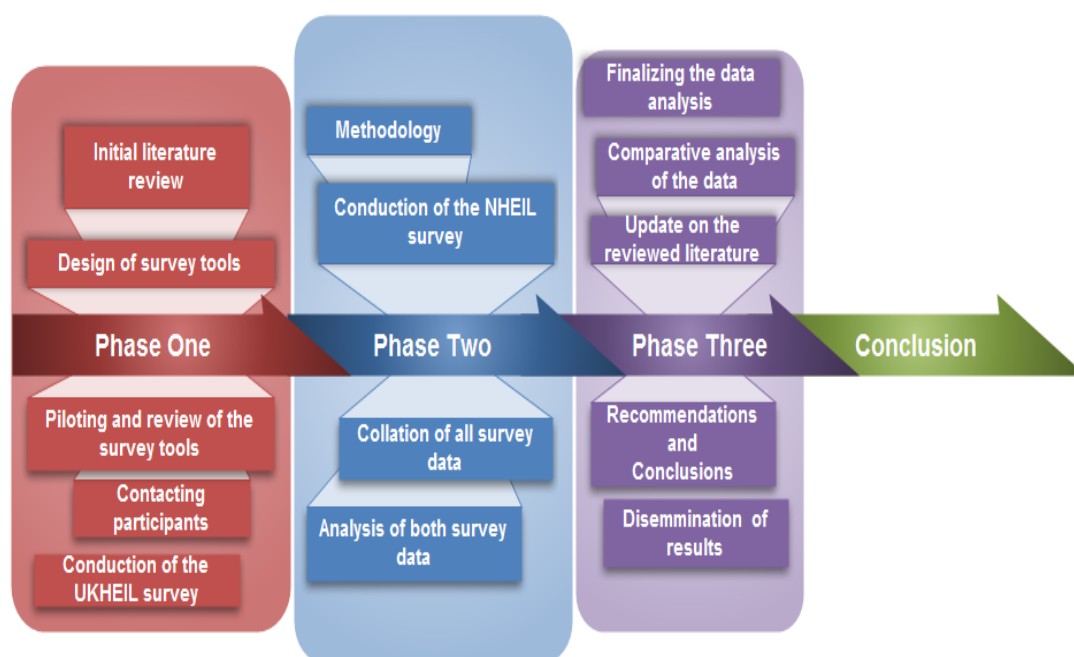 Initial literature
review
Design of survey tools
Phase One
Piloting and review of the
survey tools
Contacting
participants
Conduction of the
UKHEIL survey
Methodology
Conduction of the NHEIL
survey
Phase Two
Collation of all survey
data
Analysis of both survey
data
Finalizing the data
analysis
Comparative analysis
of the data
Update on the
reviewed literature
Phase Three
Recommendations
and
Conclusions
Disemmination of
results
Conclusion